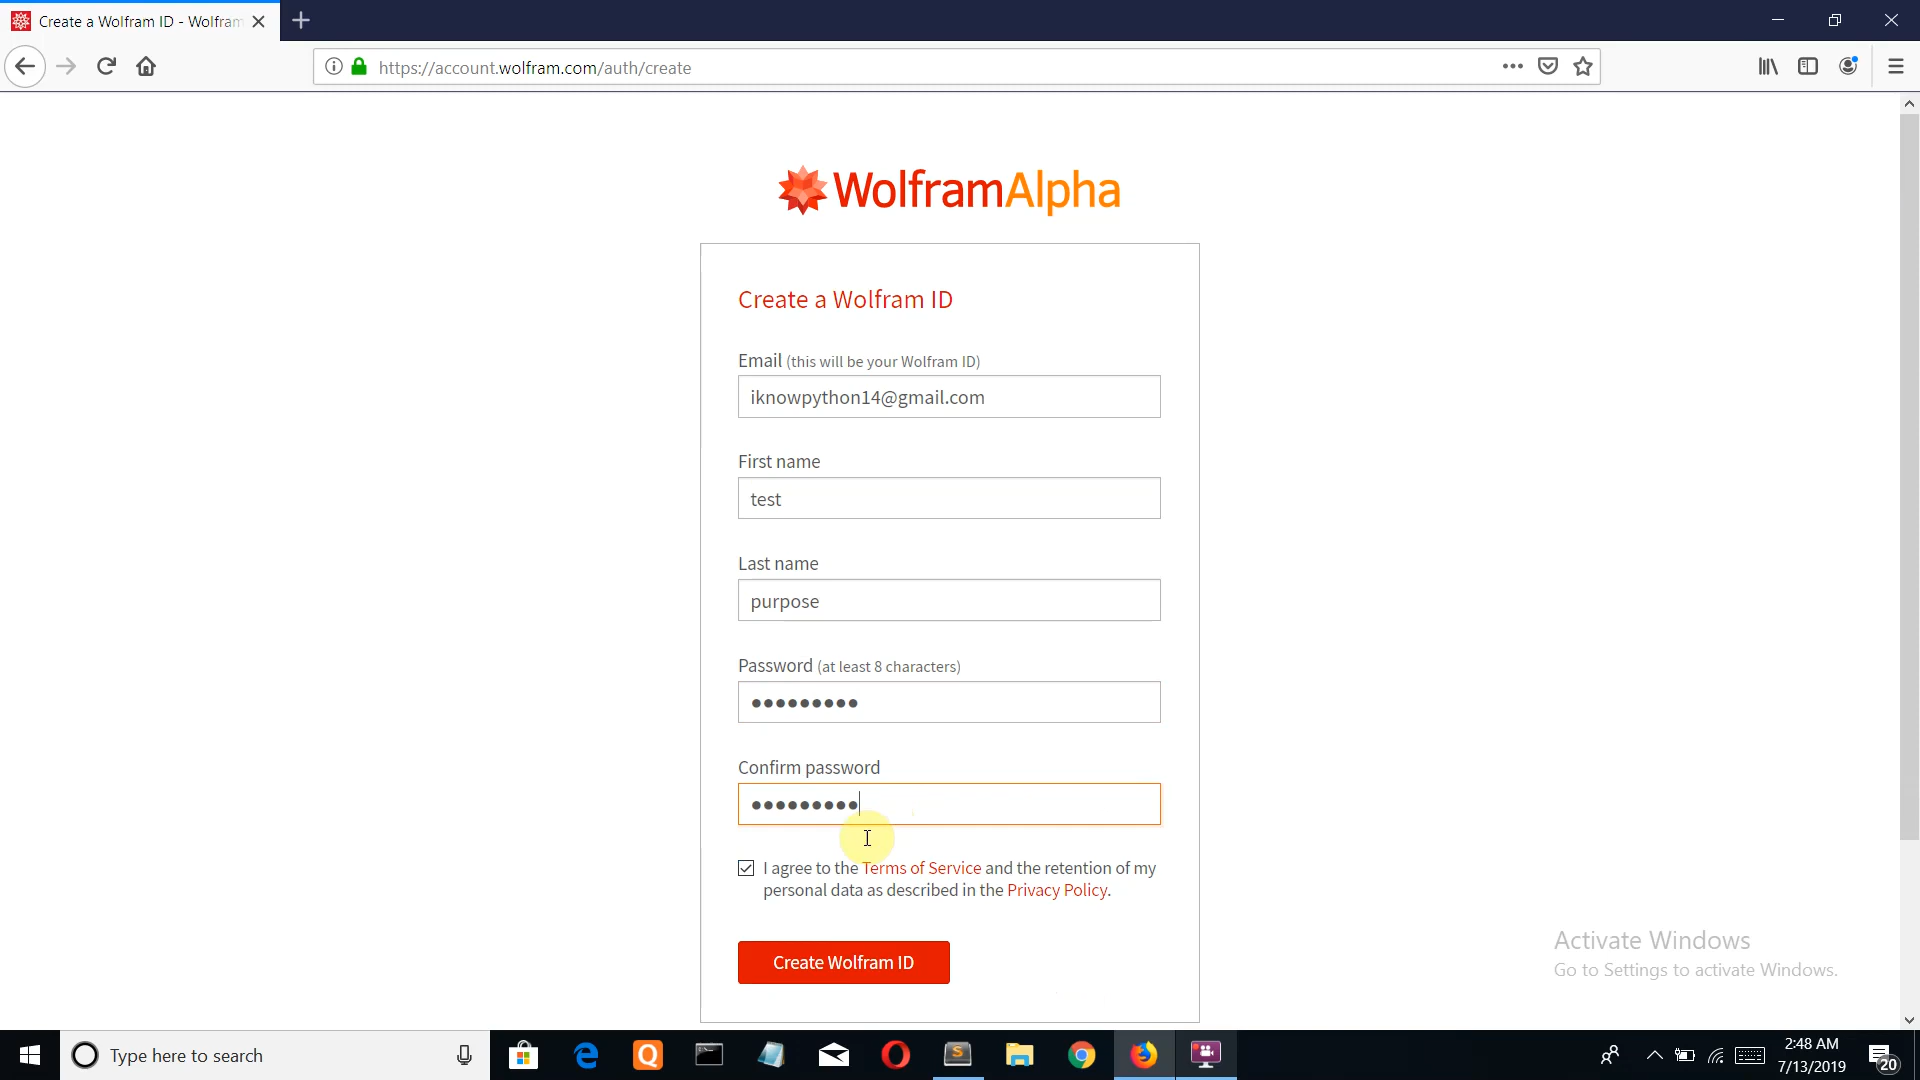 Create a Wolfram ID - Wolfram
https://account.wolfram.com/auth/create
WolframAlpha
Create a Wolfram ID
Email (this will be your Wolfram ID)
iknowpython14@gmail.com
First name
test
Last name
purpose
Password (at least 8 characters)
●●●●●●●●●
Confirm password
●●●●●●●●●
I agree to the Terms of Service and the retention of my
personal data as described in the Privacy Policy.
Create Wolfram ID
Activate Windows
Go to Settings to activate Windows.
Type here to search
2:48 AM
7/13/2019
20